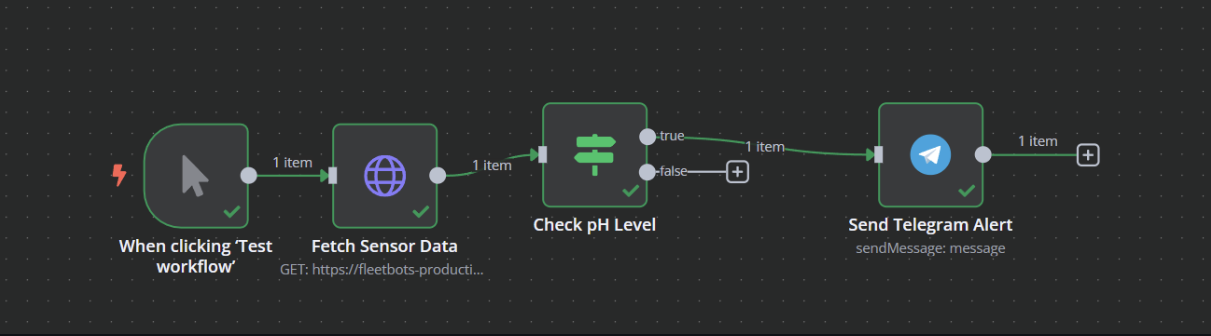 1 item
1 item
true
false
1 item
1 item
When clicking ‘Test
workflow’
Fetch Sensor Data
GET: https://fleetbots-producti...
Check pH Level
Send Telegram Alert
sendMessage: message